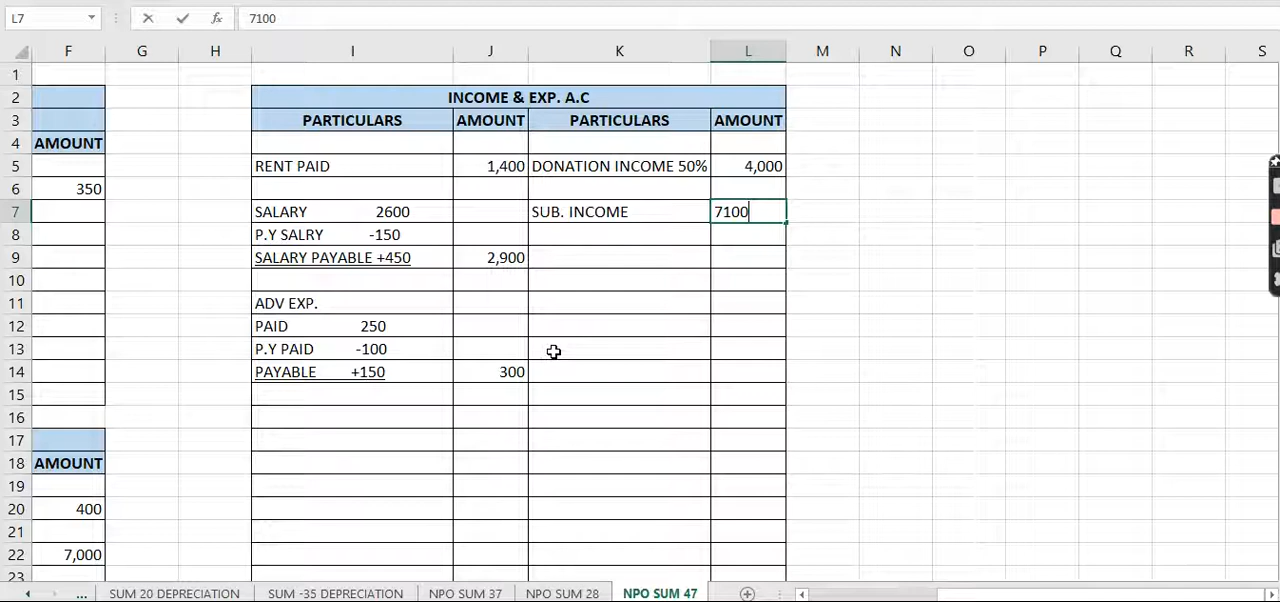 L7 fx 7100
F G H I J K L M N O P Q R S
1
2 INCOME & EXP. A.C
3 PARTICULARS AMOUNT PARTICULARS AMOUNT
4 AMOUNT
5 RENT PAID 1,400 DONATION INCOME 50% 4,000
6 350
7 SALARY 2600 SUB. INCOME 7100
8 P.Y SALRY -150
9 SALARY PAYABLE +450 2,900
10
11 ADV EXP.
12 PAID 250
13 P.Y PAID -100
14 PAYABLE +150 300
15
16
17
18 AMOUNT
19
20 400
21
22 7,000
23
... SUM 20 DEPRECIATION SUM -35 DEPRECIATION NPO SUM 37 NPO SUM 28 NPO SUM 47